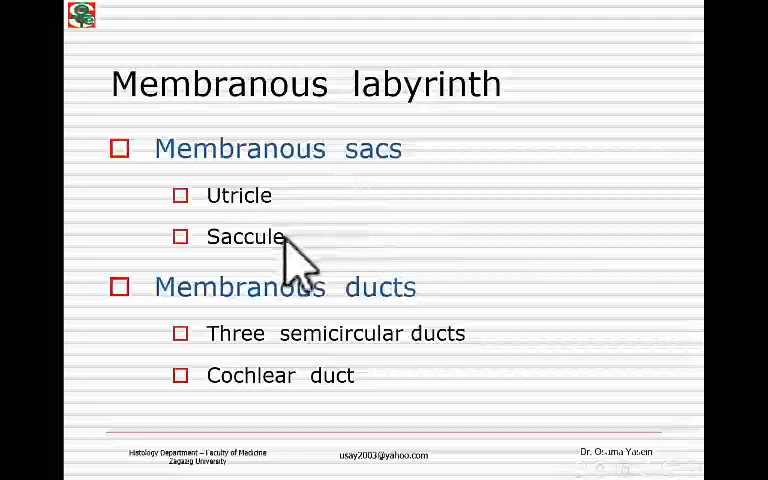 Membranous labyrinth
Membranous sacs
Utricle
Saccule
Membranous ducts
Three semicircular ducts
Cochlear duct
Histology Department – Faculty of Medicine
Zagazig University
usay2003@yahoo.com
Dr. Osama Yasein